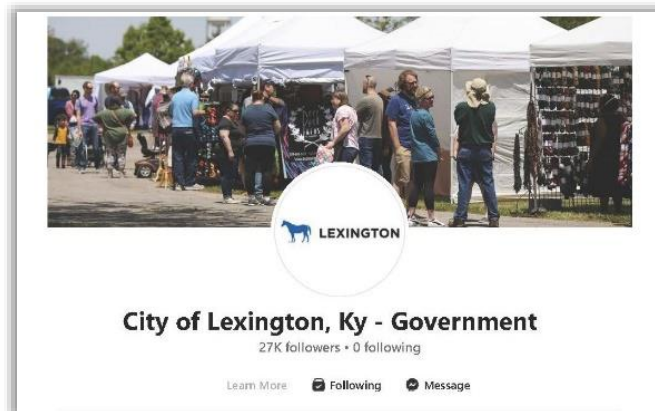 LEXINGTON
City of Lexington, Ky - Government
27K followers • 0 following
Learn More Following Message